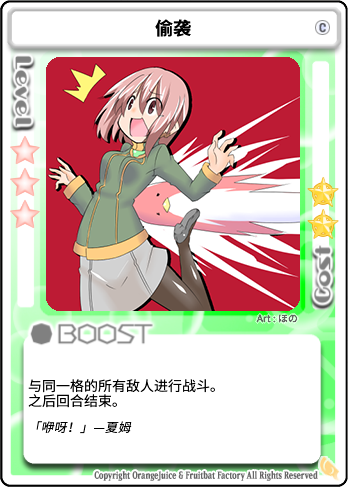 偷袭
C
Level
Cost
Art : ほの
BOOST
与同一格的所有敌人进行战斗。
之后回合结束。
「咿呀！」—夏姆
Copyright OrangeJuice & Fruitbat Factory All Rights Reserved